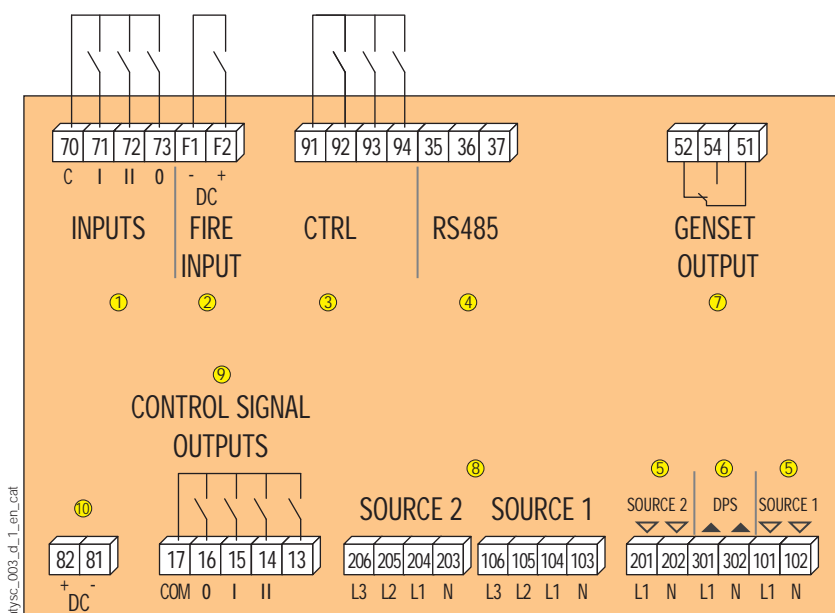 70 71 72 73 F1 F2 91 92 93 94 35 36 37 52 54 51
C I II 0 - +
DC
INPUTS FIRE INPUT CTRL RS485 GENSET OUTPUT
1 2 3 4 7
9
CONTROL SIGNAL
OUTPUTS
10 8 5 6 5
SOURCE 2 SOURCE 1 SOURCE 2 DPS SOURCE 1
82 81 17 16 15 14 13 206 205 204 203 106 105 104 103 201 202 301 302 101 102
+ - COM 0 I II L3 L2 L1 N L3 L2 L1 N L1 N L1 N L1 N
DC
atysc_003_d_1_en_cat